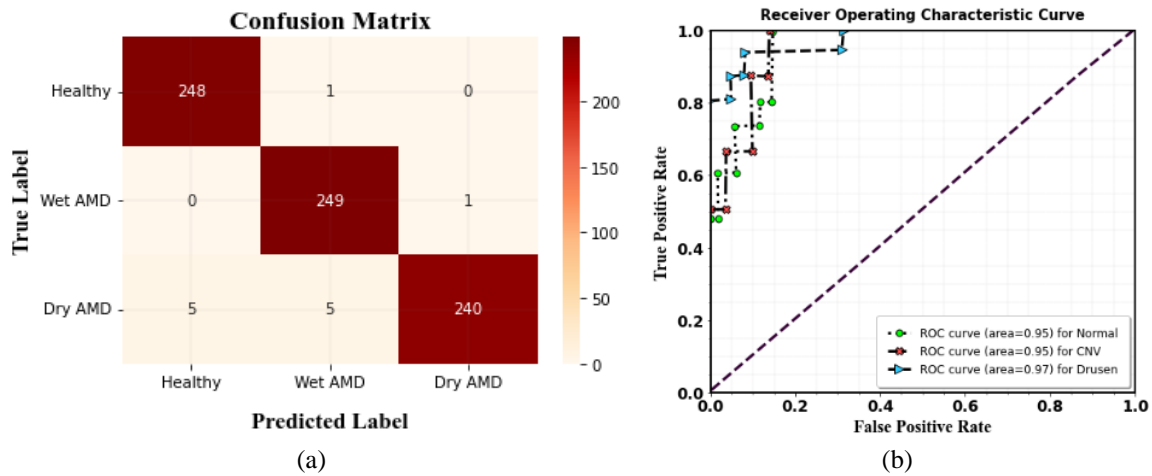 Confusion Matrix
True Label
Healthy
Wet AMD
Dry AMD
248 1 0
0 249 1
5 5 240
Healthy Wet AMD Dry AMD
Predicted Label
200
150
100
50
0
(a)
Receiver Operating Characteristic Curve
True Positive Rate
1.0
0.8
0.6
0.4
0.2
0.0
ROC curve (area=0.95) for Normal
ROC curve (area=0.95) for CNV
ROC curve (area=0.97) for Drusen
0.0 0.2 0.4 0.6 0.8 1.0
False Positive Rate
(b)